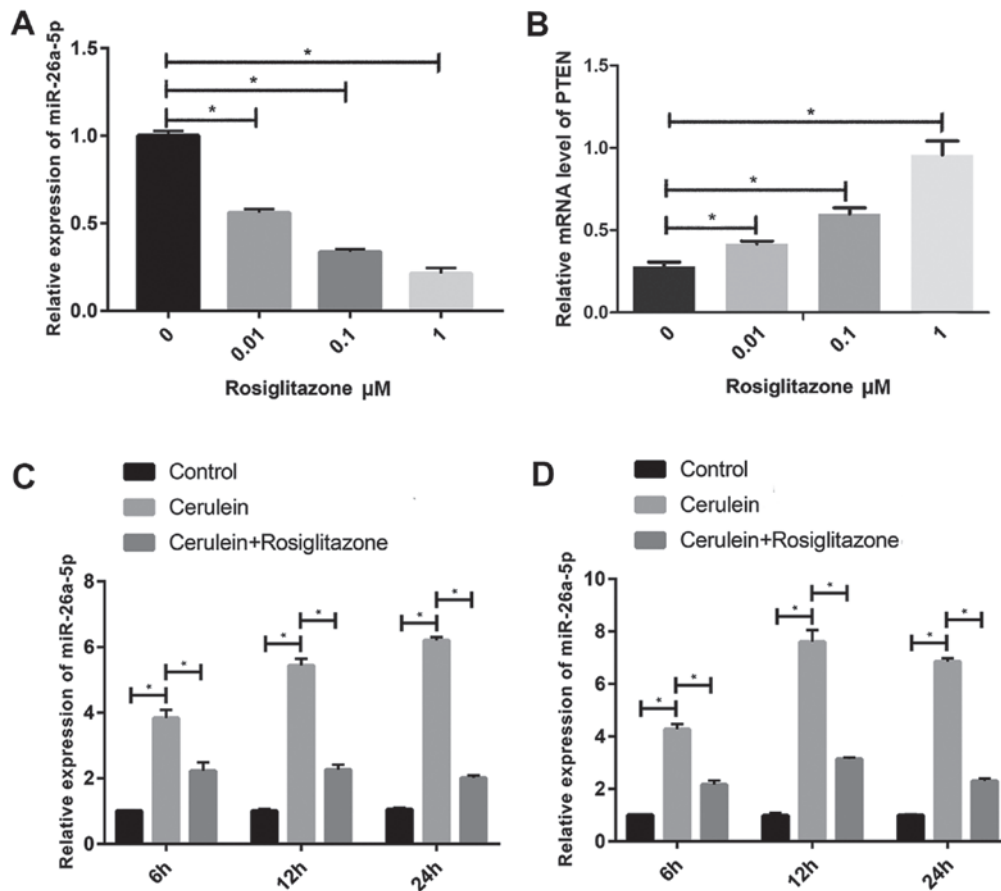 A
Relative expression of miR-26a-5p
1.5
1.0
0.5
0.0
*
*
*
0
0.01
0.1
1
Rosiglitazone μM
B
Relative mRNA level of PTEN
1.5
1.0
0.5
0.0
*
*
*
0
0.01
0.1
1
Rosiglitazone μM
C
Control
Cerulein
Cerulein+Rosiglitazone
Relative expression of miR-26a-5p
8
6
4
2
0
*
*
*
*
*
*
6h
12h
24h
D
Control
Cerulein
Cerulein+Rosiglitazone
Relative expression of miR-26a-5p
10
8
6
4
2
0
*
*
*
*
*
*
6h
12h
24h